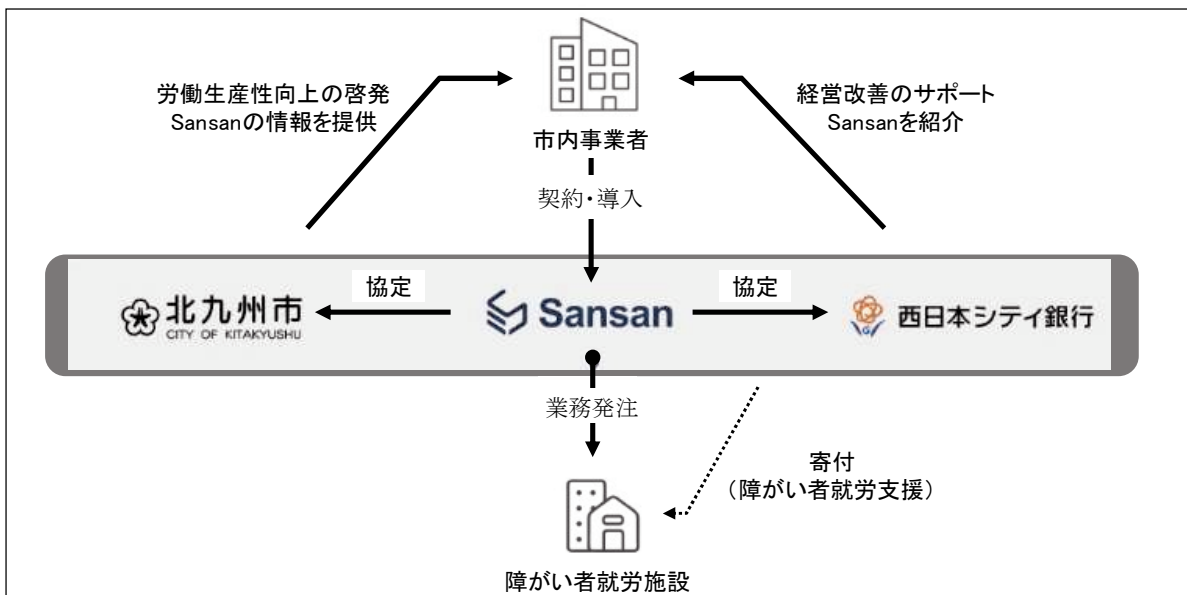 労働生産性向上の啓発
Sansanの情報を提供
経営改善のサポート
Sansanを紹介
市内事業者
契約・導入
協定
協定
北九州市
CITY OF KITAKYUSHU
Sansan
西日本シティ銀行
業務発注
寄付
（障がい者就労支援）
障がい者就労施設